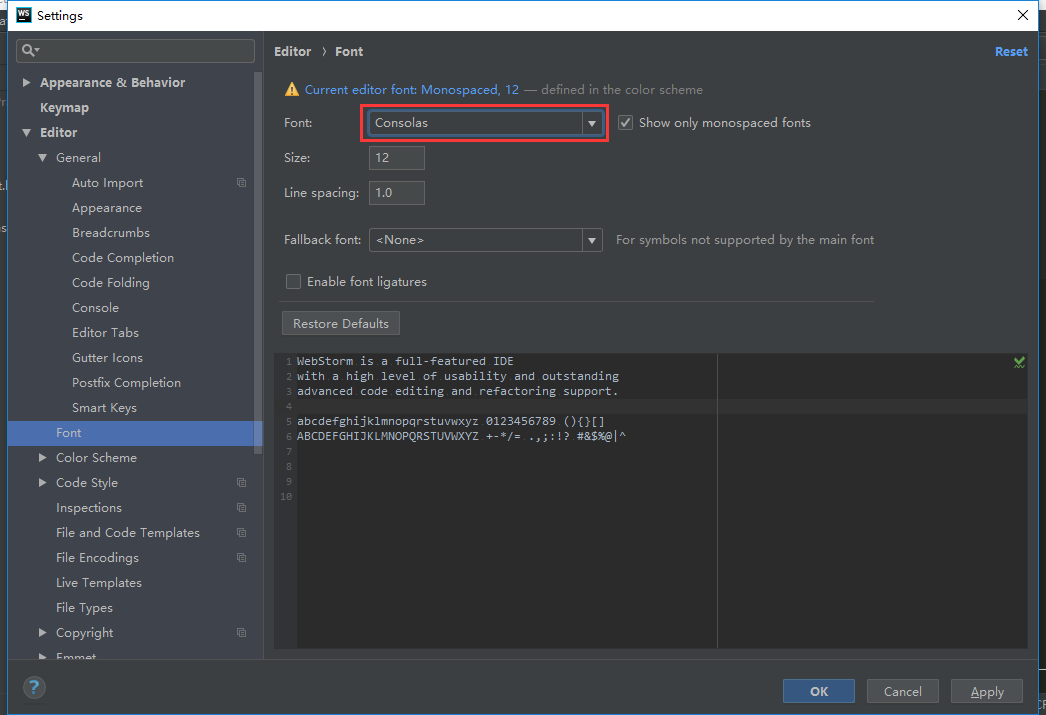 WS Settings
Editor › Font
Reset
Appearance & Behavior
Keymap
Editor
General
Auto Import
Appearance
Breadcrumbs
Code Completion
Code Folding
Console
Editor Tabs
Gutter Icons
Postfix Completion
Smart Keys
Font
Color Scheme
Code Style
Inspections
File and Code Templates
File Encodings
Live Templates
File Types
Copyright
Emmet
Current editor font: Monospaced, 12 — defined in the color scheme
Font: Consolas Show only monospaced fonts
Size: 12
Line spacing: 1.0
Fallback font: <None> For symbols not supported by the main font
Enable font ligatures
Restore Defaults
1 WebStorm is a full-featured IDE
2 with a high level of usability and outstanding
3 advanced code editing and refactoring support.
4
5 abcdefghijklmnopqrstuvwxyz 0123456789 (){}[]
6 ABCDEFGHIJKLMNOPQRSTUVWXYZ +-*/= .,;:!? #&$%@|^
7
8
9
10
?
OK Cancel Apply